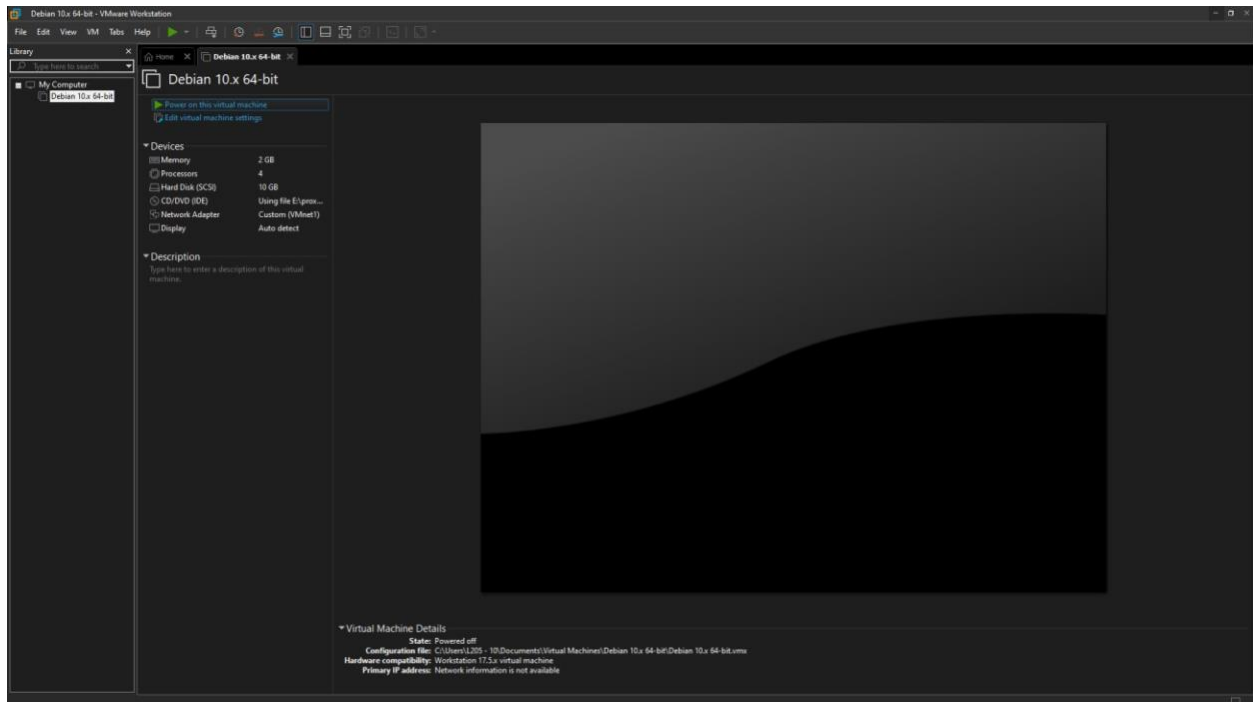 Debian 10.x 64-bit - VMware Workstation
File Edit View VM Tabs Help
Library
Type here to search
My Computer
Debian 10.x 64-bit
Home
Debian 10.x 64-bit
Debian 10.x 64-bit
Power on this virtual machine
Edit virtual machine settings
Devices
Memory 2 GB
Processors 4
Hard Disk (SCSI) 10 GB
CD/DVD (IDE) Using file E:\prox...
Network Adapter Custom (VMnet1)
Display Auto detect
Description
Type here to enter a description of this virtual
machine.
Virtual Machine Details
State: Powered off
Configuration file: C:\Users\L205 - 10\Documents\Virtual Machines\Debian 10.x 64-bit\Debian 10.x 64-bit.vmx
Hardware compatibility: Workstation 17.5.x virtual machine
Primary IP address: Network information is not available